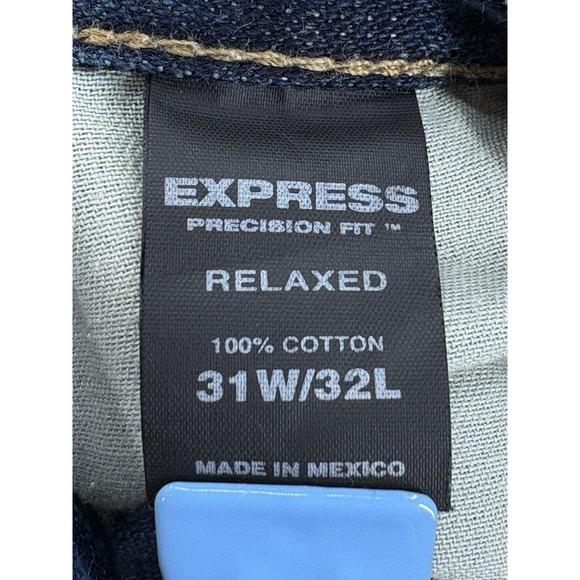 EXPRESS
PRECISION FIT ™
RELAXED
100% COTTON
31W/32L
MADE IN MEXICO